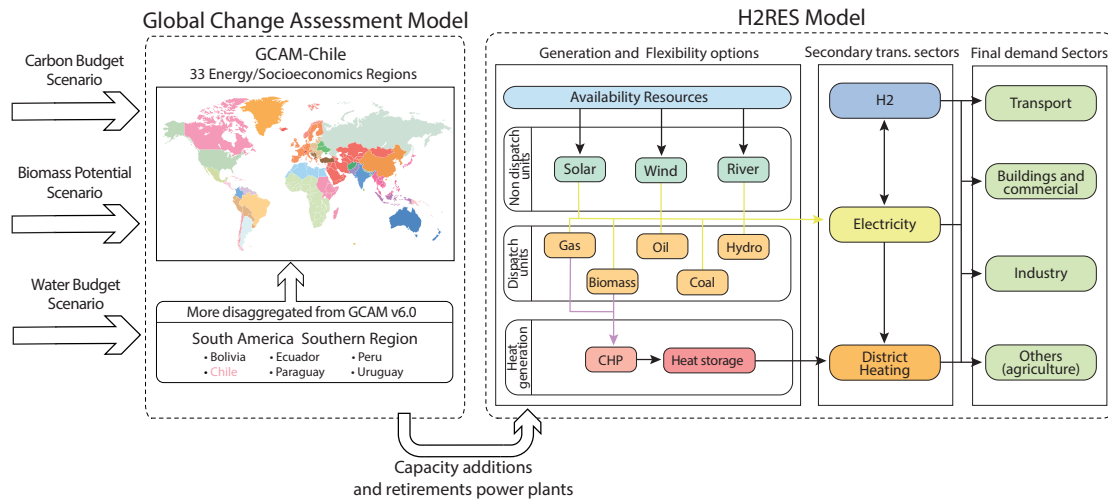 Global Change Assessment Model
H2RES Model
Carbon Budget
Scenario
Biomass Potential
Scenario
Water Budget
Scenario
GCAM-Chile
33 Energy/Socioeconomics Regions
More disaggregated from GCAM v6.0
South America Southern Region
• Bolivia • Ecuador • Peru
• Chile • Paraguay • Uruguay
Capacity additions
and retirements power plants
Generation and Flexibility options
Availability Resources
Non dispatch
units
Solar Wind River
Dispatch
units
Gas Oil Hydro
Biomass Coal
Heat
generation
CHP Heat storage
Secondary trans. sectors
H2
Electricity
District
Heating
Final demand Sectors
Transport
Buildings and
commercial
Industry
Others
(agriculture)